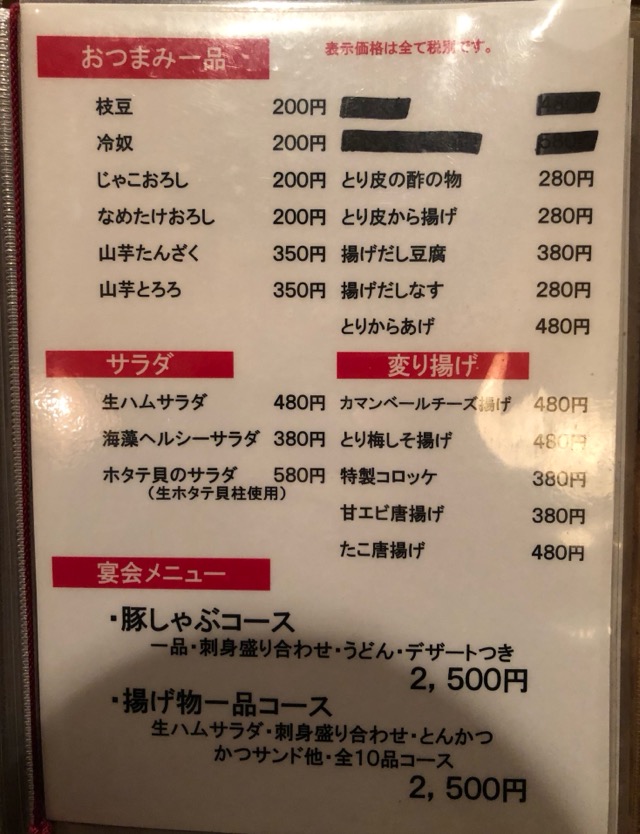 おつまみ一品
表示価格は全て税別です。
枝豆 200円
冷奴 200円
じゃこおろし 200円
なめたけおろし 200円
山芋たんざく 350円
山芋とろろ 350円
とり皮の酢の物 280円
とり皮から揚げ 280円
揚げだし豆腐 380円
揚げだしなす 280円
とりからあげ 480円
サラダ
生ハムサラダ 480円
海藻ヘルシーサラダ 380円
ホタテ貝のサラダ 580円
（生ホタテ貝柱使用）
変り揚げ
カマンベールチーズ揚げ 480円
とり梅しそ揚げ 480円
特製コロッケ 380円
甘エビ唐揚げ 380円
たこ唐揚げ 480円
宴会メニュー
・豚しゃぶコース
一品・刺身盛り合わせ・うどん・デザートつき
2,500円
・揚げ物一品コース
生ハムサラダ・刺身盛り合わせ・とんかつ
かつサンド他・全10品コース
2,500円